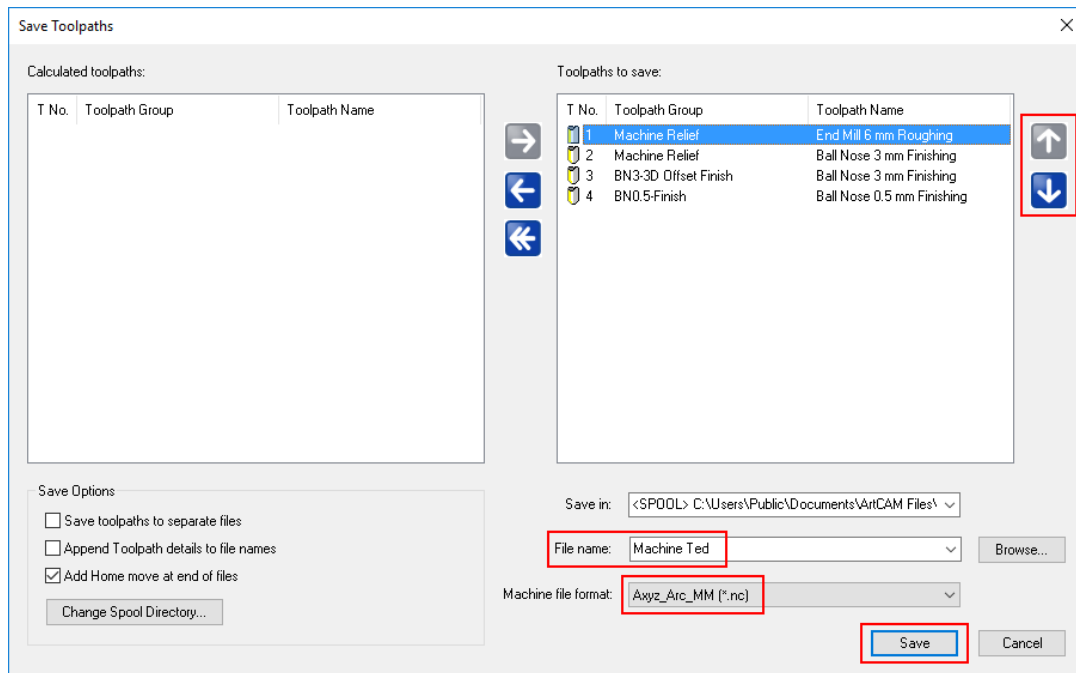 Save Toolpaths
Calculated toolpaths:
T No. Toolpath Group Toolpath Name
Toolpaths to save:
T No. Toolpath Group Toolpath Name
1 Machine Relief End Mill 6 mm Roughing
2 Machine Relief Ball Nose 3 mm Finishing
3 BN3-3D Offset Finish Ball Nose 3 mm Finishing
4 BN0.5-Finish Ball Nose 0.5 mm Finishing
Save Options
Save toolpaths to separate files
Append Toolpath details to file names
Add Home move at end of files
Change Spool Directory...
Save in: <SPOOL> C:\Users\Public\Documents\ArtCAM Files\
File name: Machine Ted Browse...
Machine file format: Axyz_Arc_MM (*.nc)
Save Cancel